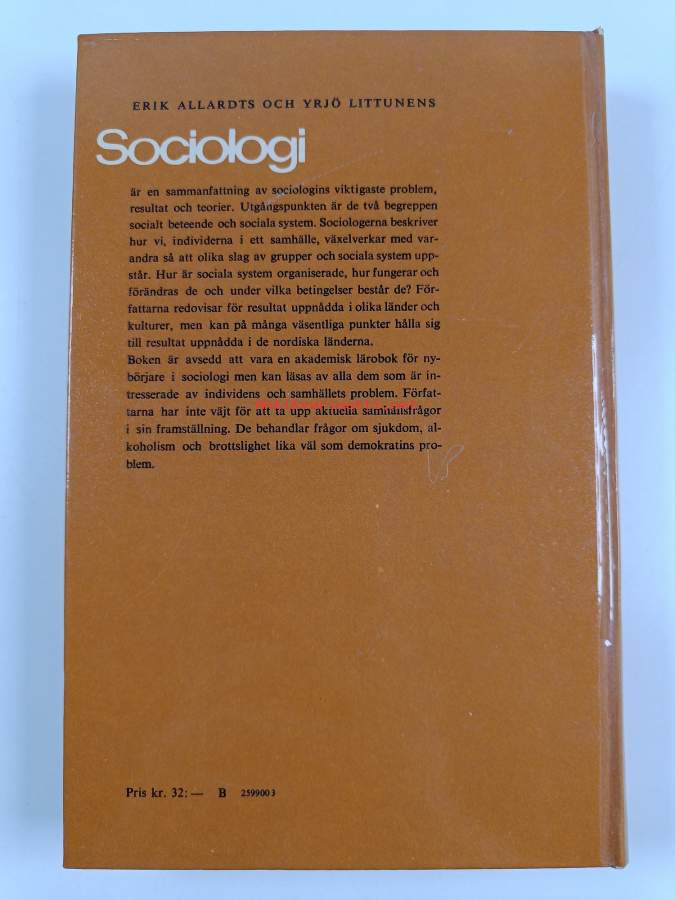 ERIK ALLARDTS OCH YRJÖ LITTUNENS
Sociologi
är en sammanfattning av sociologins viktigaste problem,
resultat och teorier. Utgångspunkten är de två begreppen
socialt beteende och sociala system. Sociologerna beskriver
hur vi, individerna i ett samhälle, växelverkar med var-
andra så att olika slag av grupper och sociala system upp-
står. Hur är sociala system organiserade, hur fungerar och
förändras de och under vilka betingelser består de? För-
fattarna redovisar för resultat uppnådda i olika länder och
kulturer, men kan på många väsentliga punkter hålla sig
till resultat uppnådda i de nordiska länderna.
Boken är avsedd att vara en akademisk lärobok för ny-
börjare i sociologi men kan läsas av alla dem som är in-
tresserade av individens och samhällets problem. Förfat-
tarna har inte väjt för att ta upp aktuella samhällsfrågor
i sin framställning. De behandlar frågor om sjukdom, al-
koholism och brottslighet lika väl som demokratins pro-
blem.
Pris kr. 32:— B 2599003